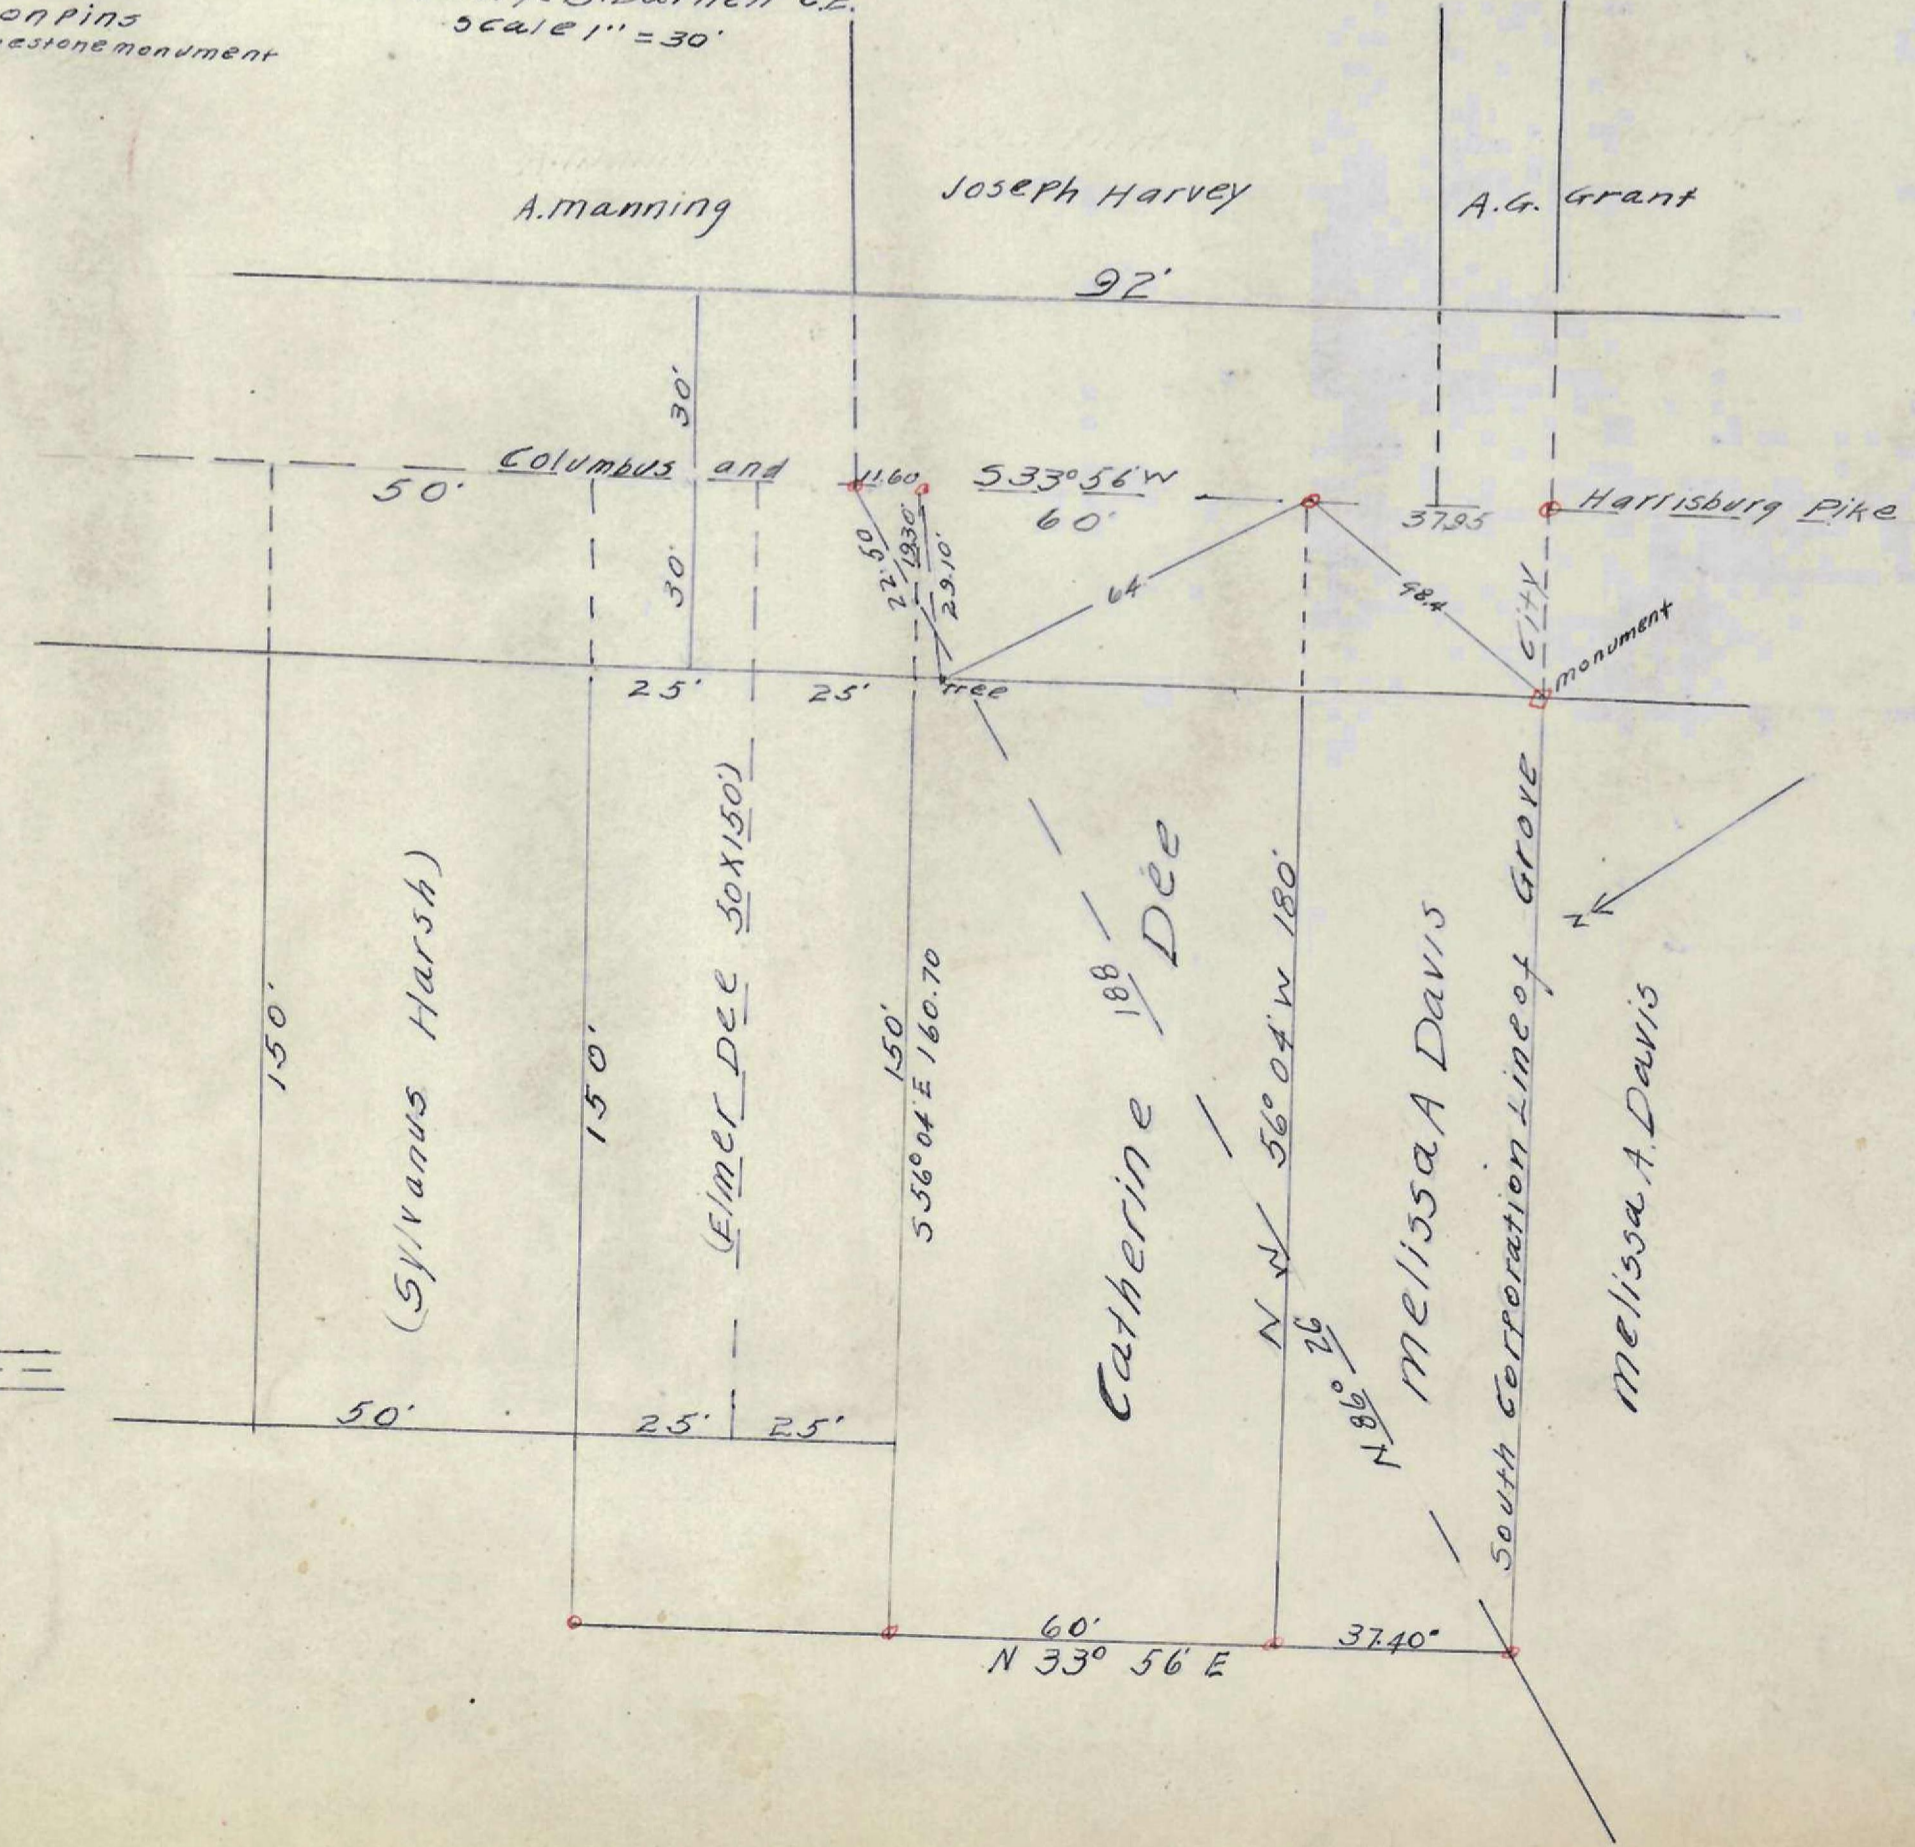 on pins
estone monument
scale 1" = 30'
A. Manning
Joseph Harvey
A.G. Grant
92'
30'
30'
Columbus and
50'
11.60
S 33° 56' W
60'
37.95
Harrisburg Pike
22.50
19.30'
29.10'
64
98.4
City
monument
25'
25'
Tree
150'
(Sylvanus Harsh)
150'
(Elmer Dee 50X150')
150'
S 56° 04' E 160.70
Catherine Dee
188
N 56° 04' W 180'
N 86° 26 W
Melissa A Davis
South Corporation Line of Grove
N
Melissa A. Davis
50'
25'
25'
60'
N 33° 56' E
37.40"